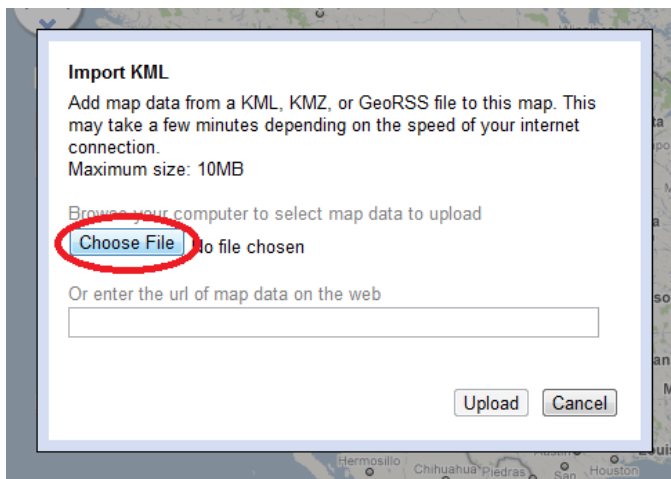 Import KML
Add map data from a KML, KMZ, or GeoRSS file to this map. This
may take a few minutes depending on the speed of your internet
connection.
Maximum size: 10MB
Browse your computer to select map data to upload
Choose File No file chosen
Or enter the url of map data on the web
Upload Cancel
Hermosillo
Chihuahua
Piedras
San
Houston